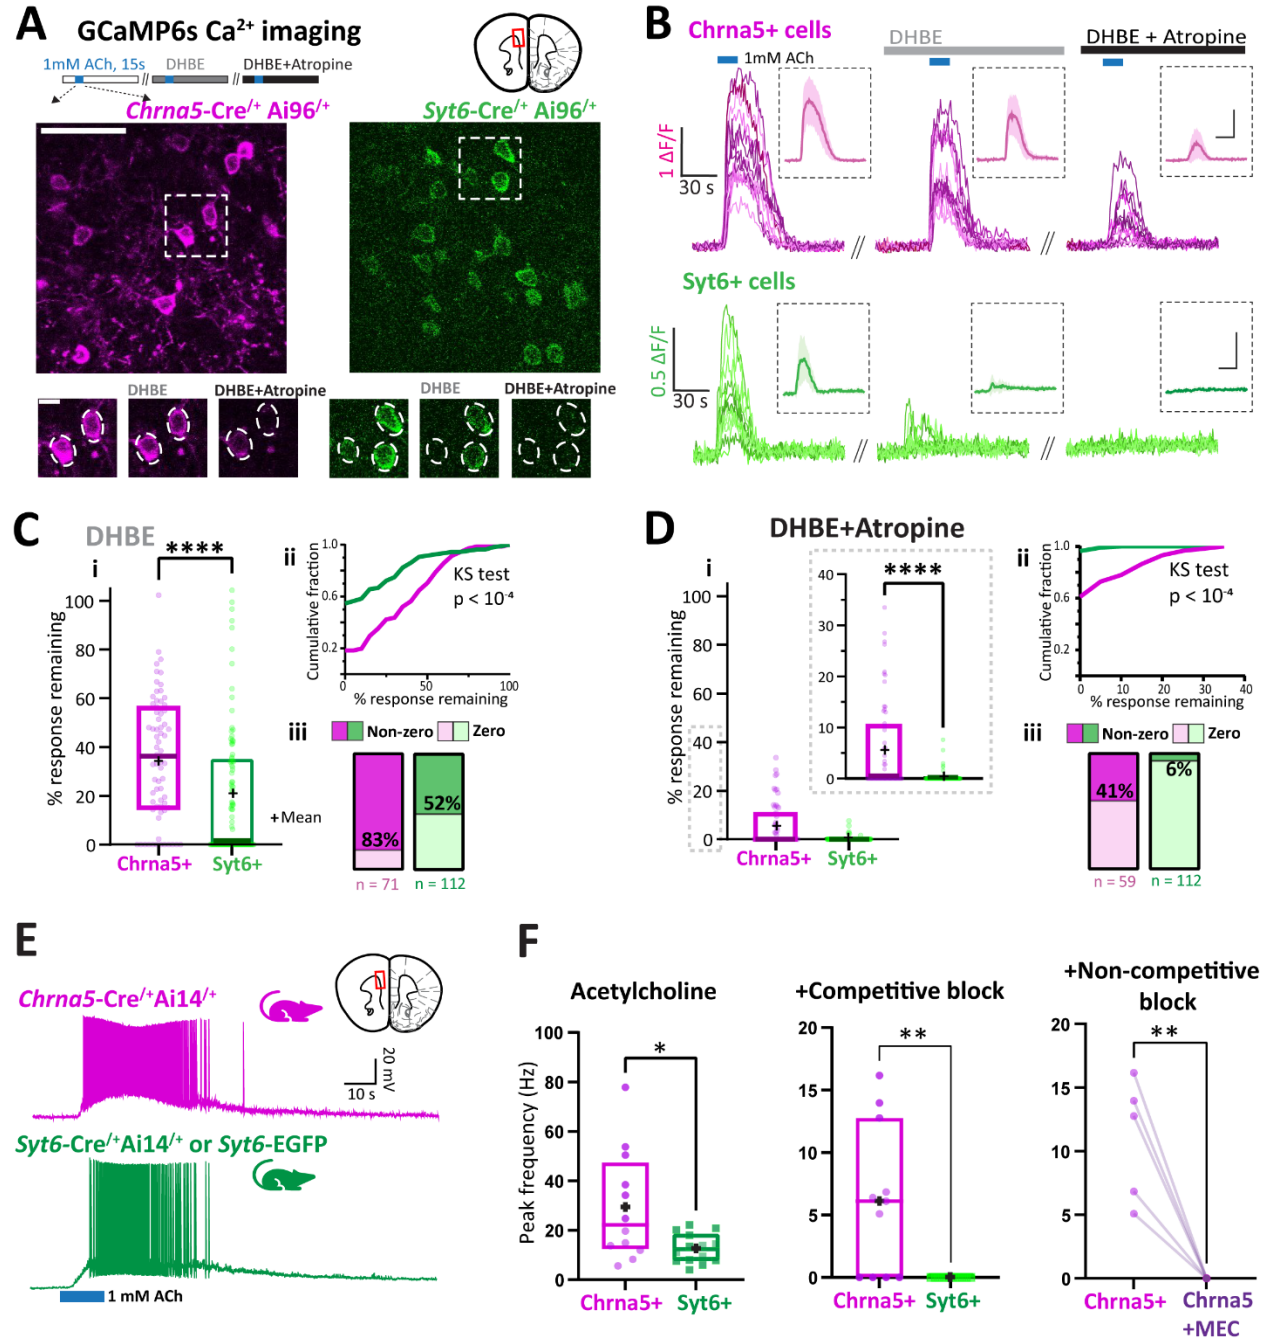 A
GCaMP6s Ca2+ imaging
1mM ACh, 15s
DHBE
DHBE+Atropine
Chrna5-Cre/+ Ai96/+
Syt6-Cre/+ Ai96/+
DHBE
DHBE+Atropine
DHBE
DHBE+Atropine
B
Chrna5+ cells
DHBE
DHBE + Atropine
1mM ACh
1 ΔF/F
30 s
Syt6+ cells
0.5 ΔF/F
30 s
C
DHBE
i
****
% response remaining
100
80
60
40
20
0
Chrna5+
Syt6+
+Mean
ii
Cumulative fraction
1.0
0.6
0.2
KS test
p < 10-4
0
50
100
% response remaining
iii
Non-zero
Zero
83%
52%
n = 71
n = 112
D
DHBE+Atropine
i
% response remaining
100
80
60
40
20
0
Chrna5+
Syt6+
****
40
30
20
10
0
ii
Cumulative fraction
1.0
0.6
0.2
KS test
p < 10-4
0
10
20
30
40
% response remaining
iii
Non-zero
Zero
41%
6%
n = 59
n = 112
E
Chrna5-Cre/+Ai14/+
20 mV
10 s
Syt6-Cre/+Ai14/+ or Syt6-EGFP
1 mM ACh
F
Acetylcholine
Peak frequency (Hz)
100
80
60
40
20
0
*
Chrna5+
Syt6+
+Competitive block
20
15
10
5
0
**
Chrna5+
Syt6+
+Non-competitive
block
20
15
10
5
0
**
Chrna5+
Chrna5
+MEC